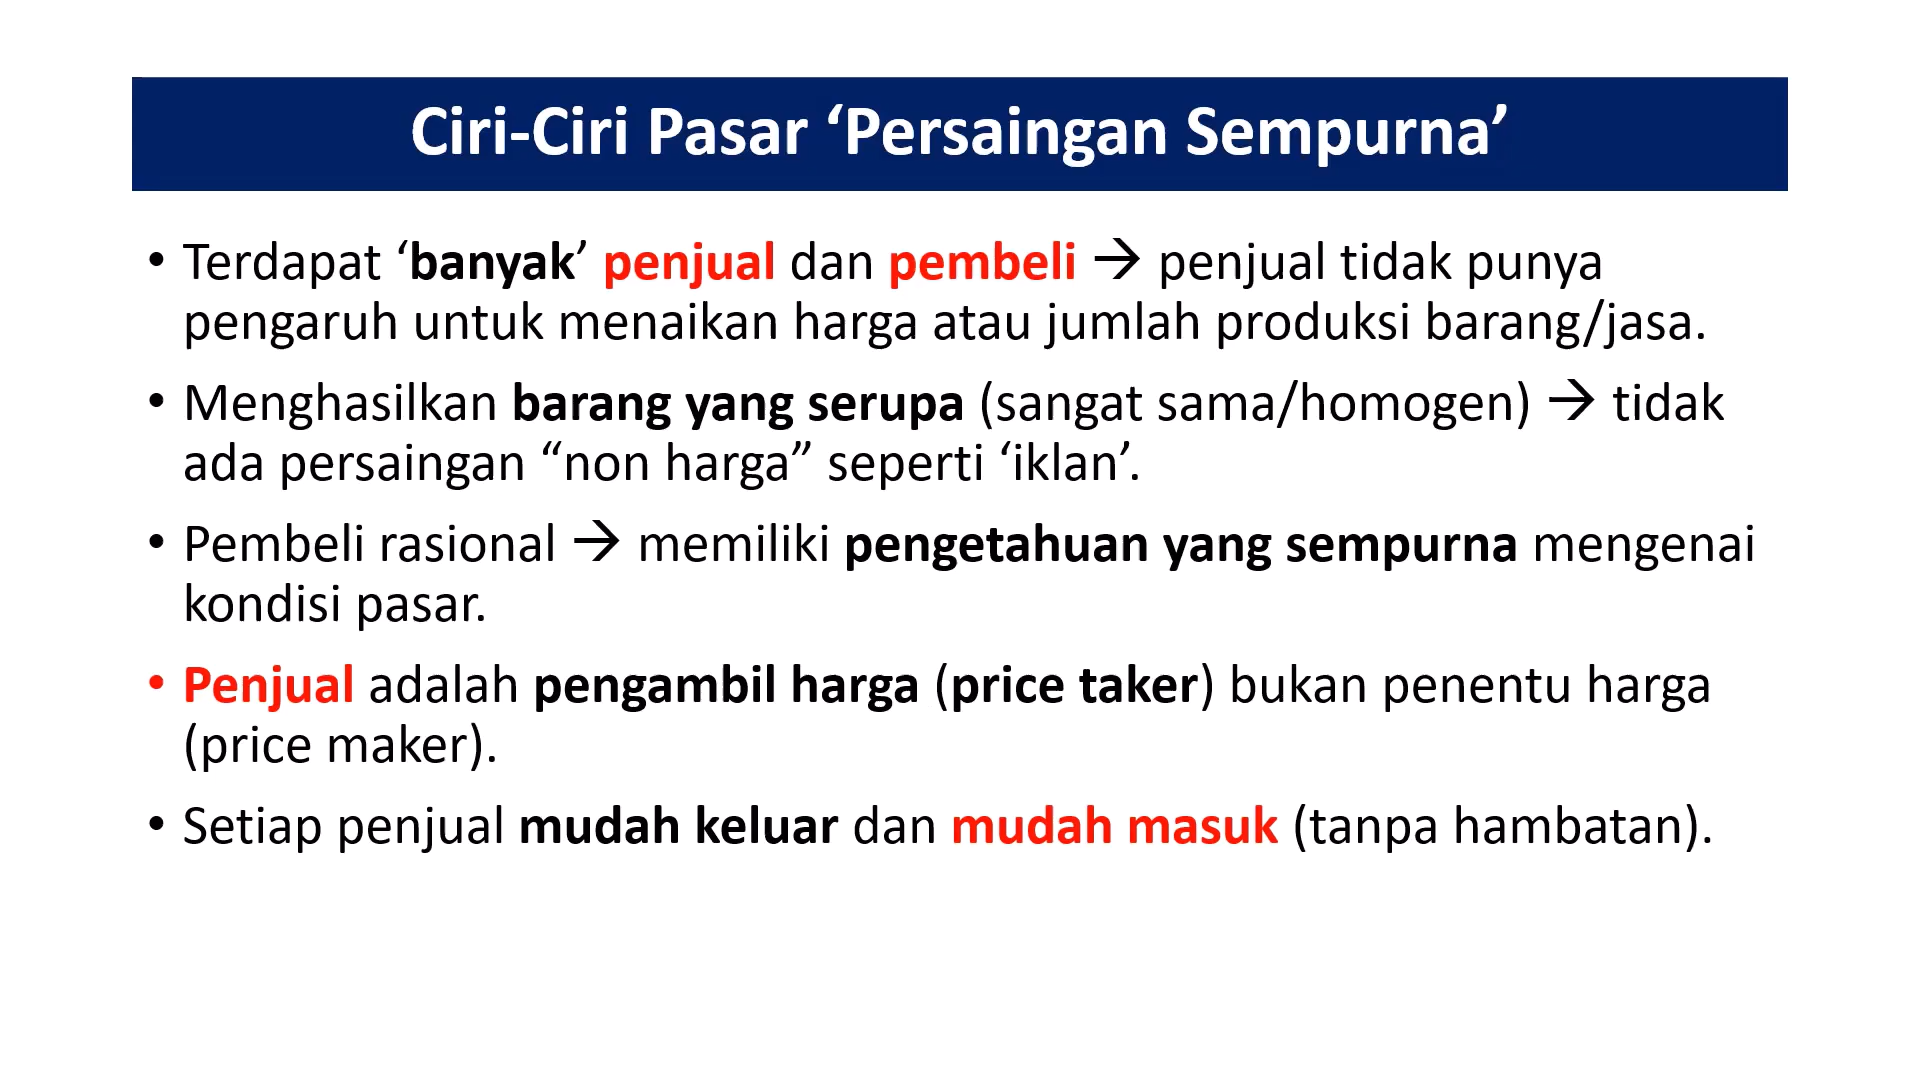 Ciri-Ciri Pasar ‘Persaingan Sempurna’
• Terdapat ‘banyak’ penjual dan pembeli → penjual tidak punya
pengaruh untuk menaikan harga atau jumlah produksi barang/jasa.
• Menghasilkan barang yang serupa (sangat sama/homogen) → tidak
ada persaingan “non harga” seperti ‘iklan’.
• Pembeli rasional → memiliki pengetahuan yang sempurna mengenai
kondisi pasar.
• Penjual adalah pengambil harga (price taker) bukan penentu harga
(price maker).
• Setiap penjual mudah keluar dan mudah masuk (tanpa hambatan).